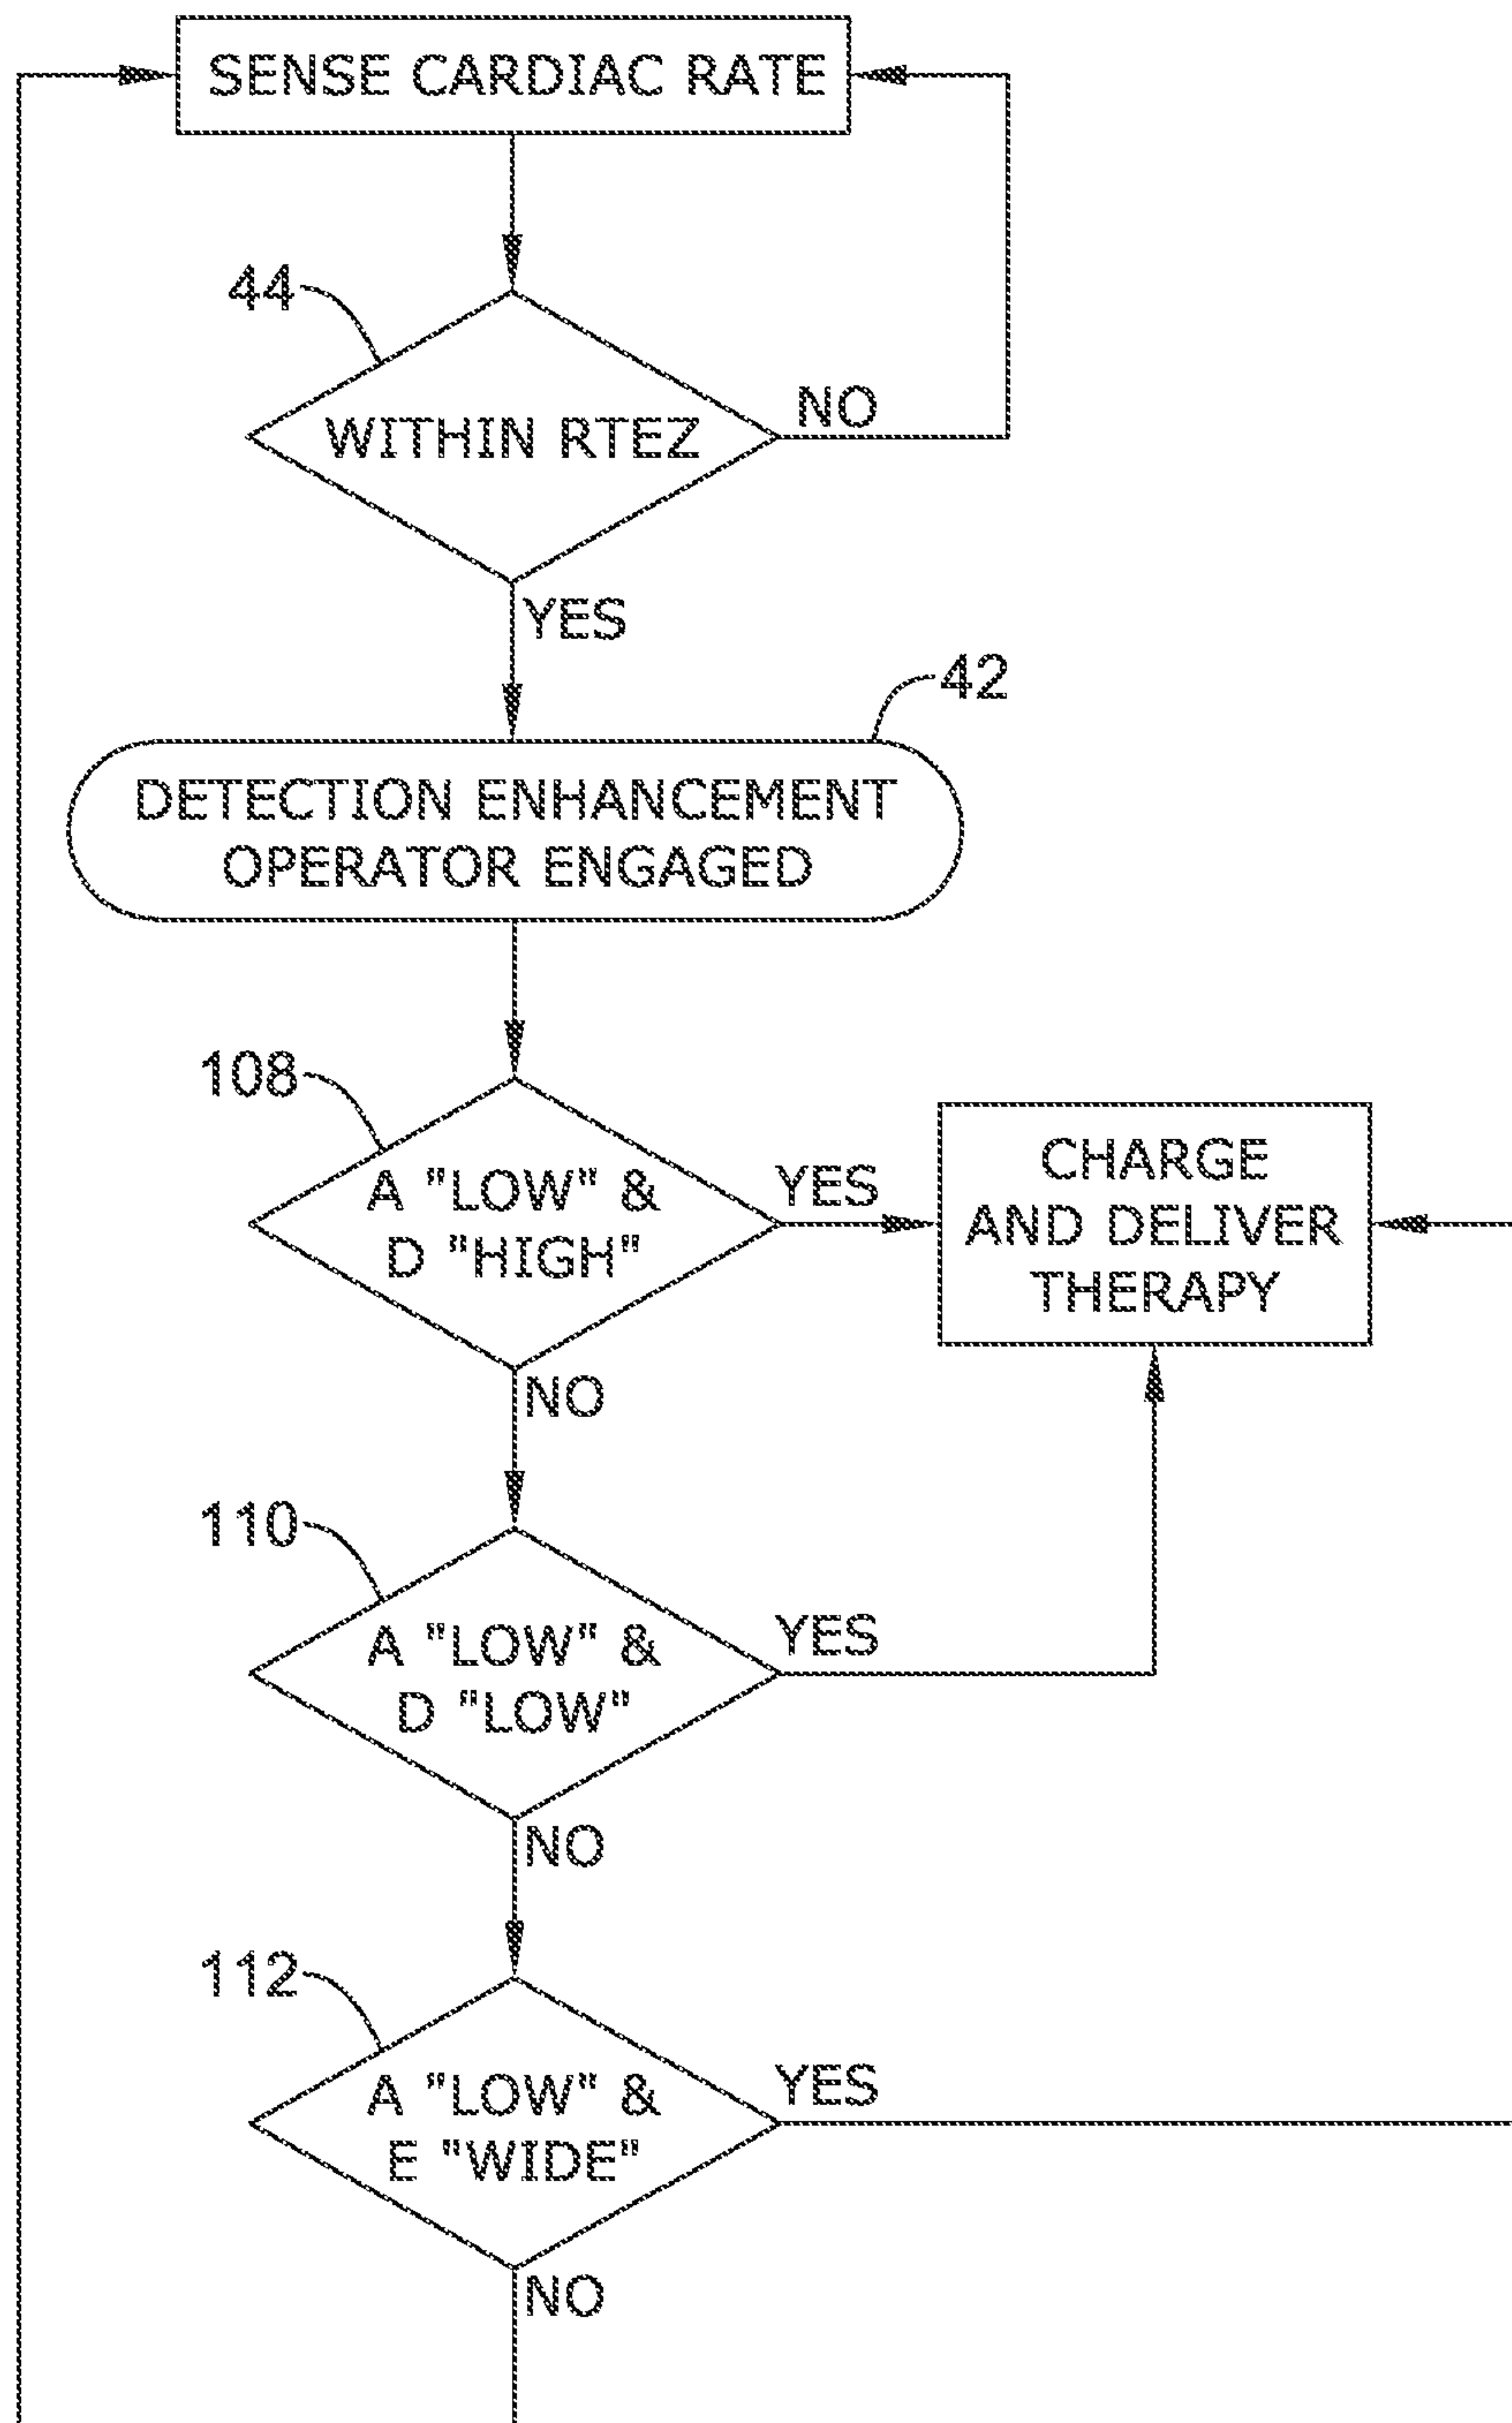 SENSE CARDIAC RATE
44
WITHIN RTEZ
NO
YES
42
DETECTION ENHANCEMENT
OPERATOR ENGAGED
108
A "LOW" &
D "HIGH"
YES
CHARGE
AND DELIVER
THERAPY
NO
110
A "LOW" &
D "LOW"
YES
NO
112
A "LOW" &
E "WIDE"
YES
NO